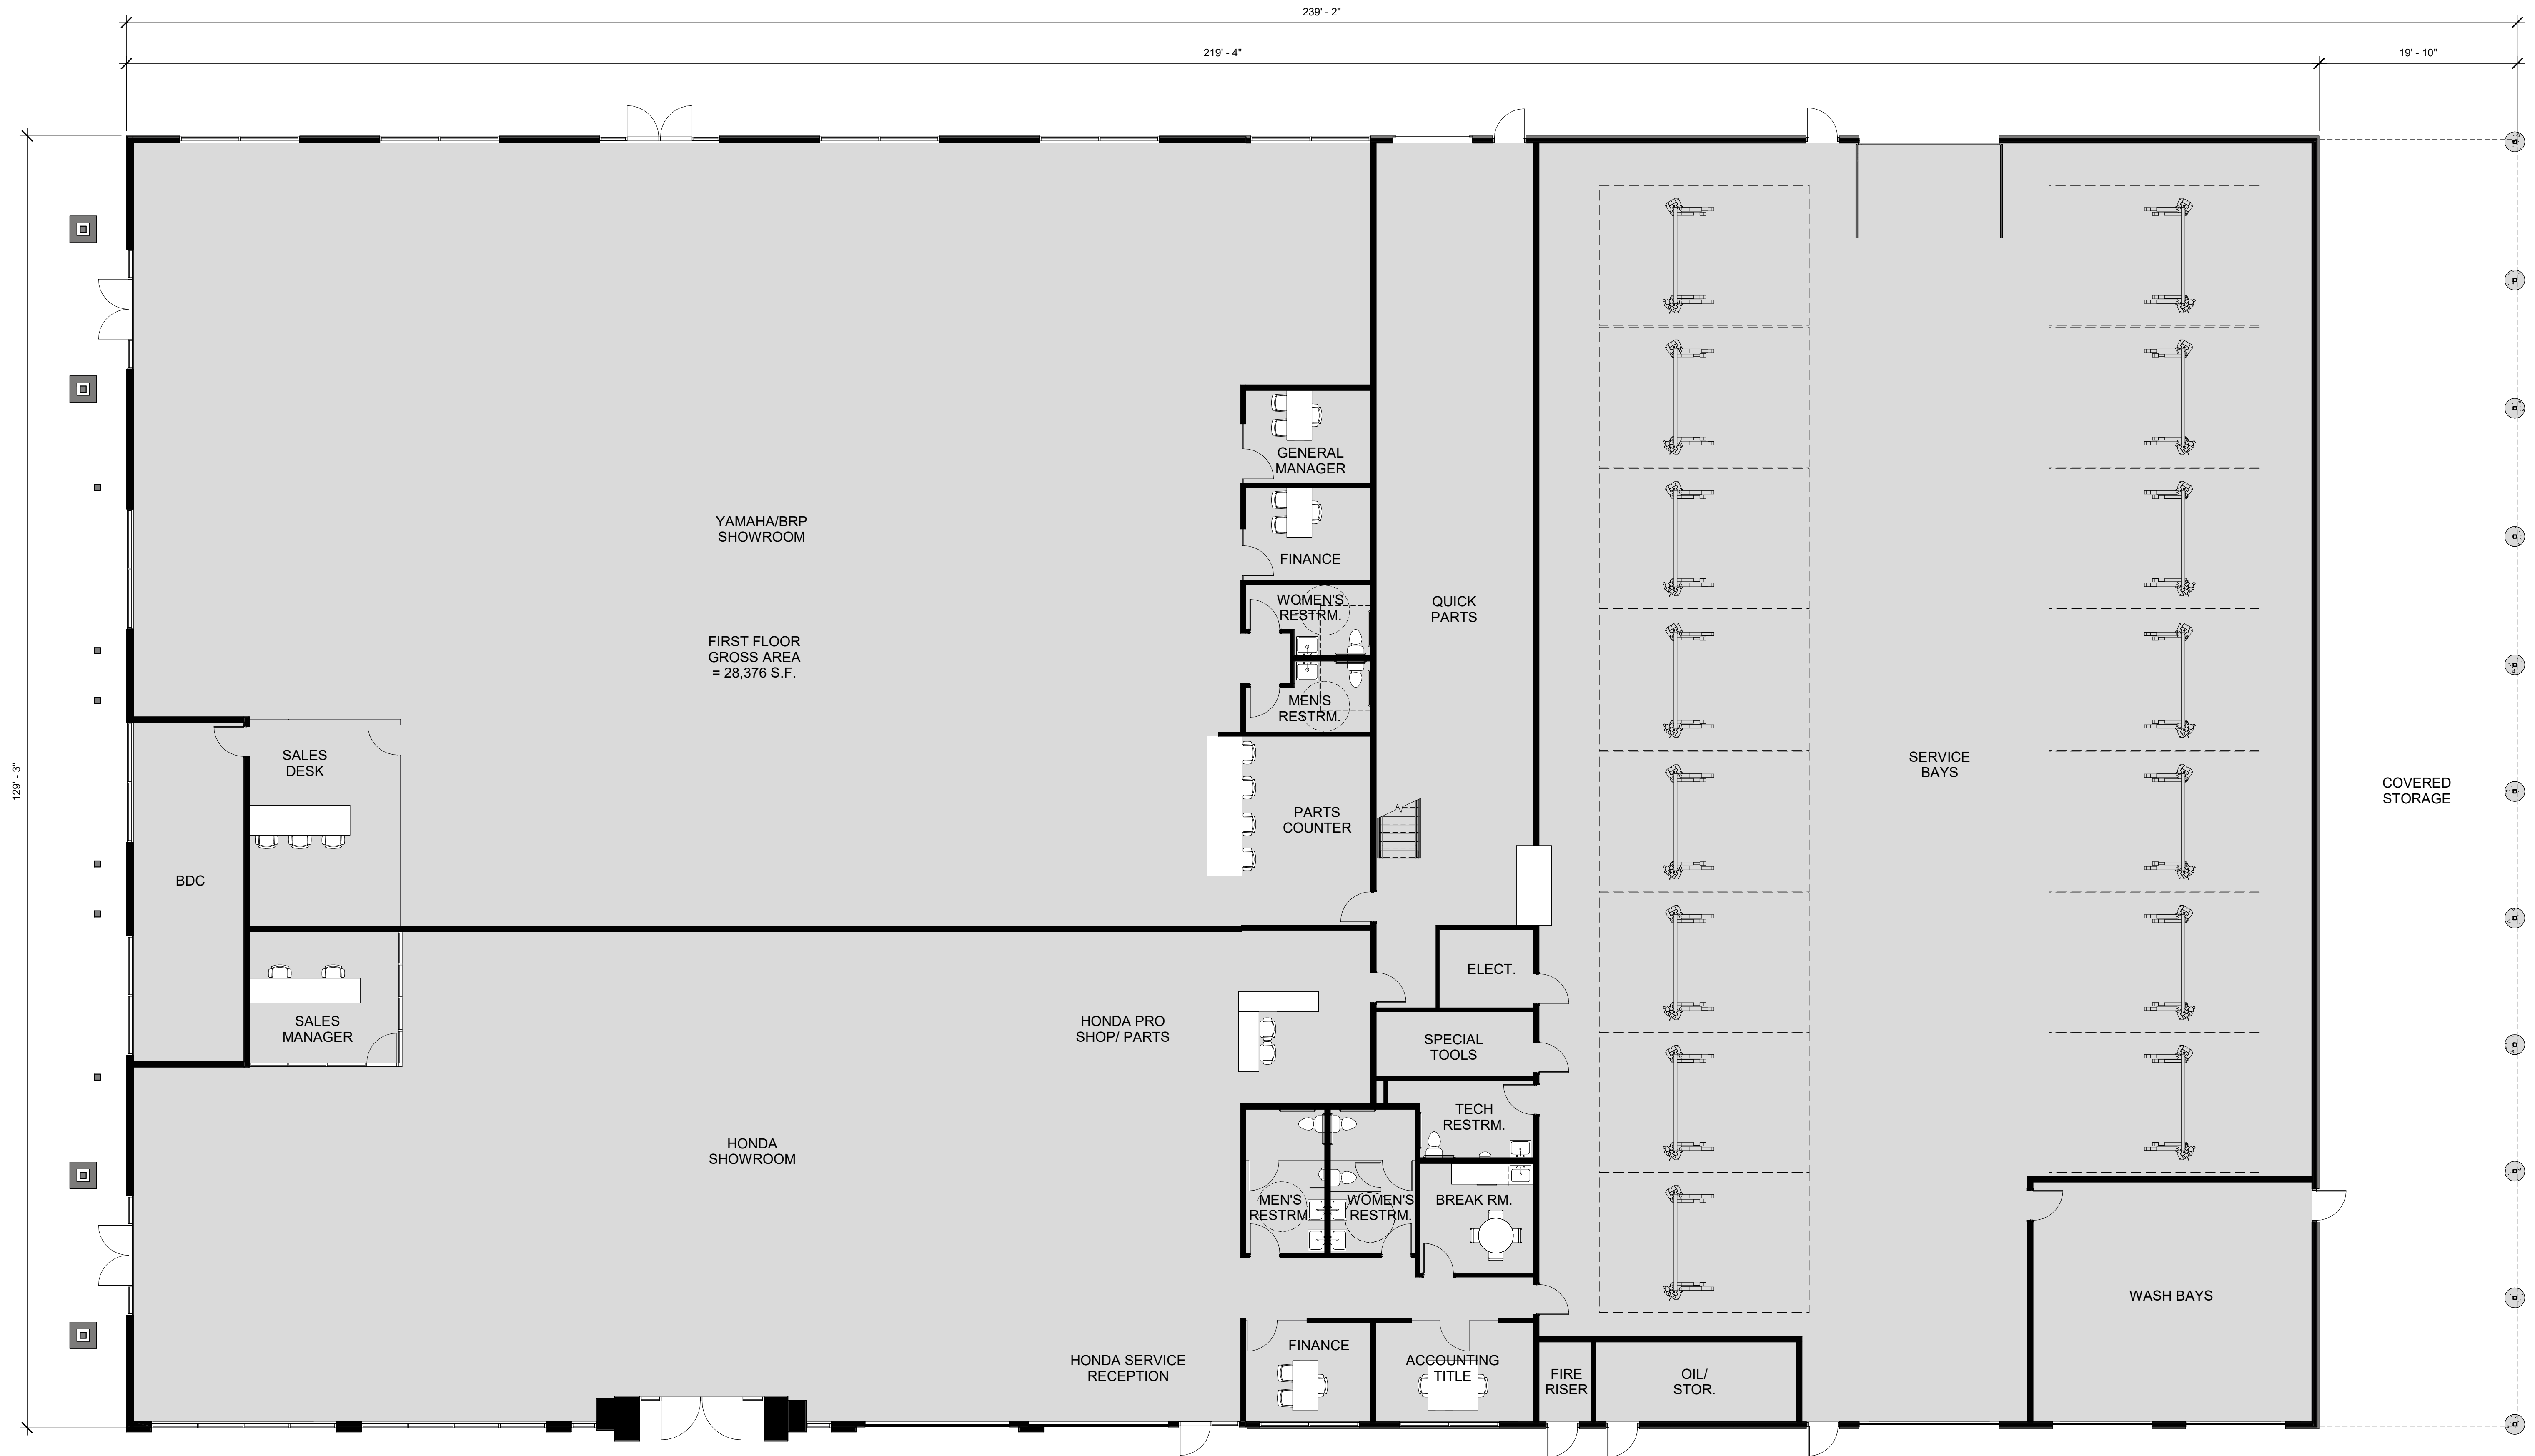 239' - 2"
219' - 4"
19' - 10"
129' - 3"
GENERAL
MANAGER
YAMAHA/BRP
SHOWROOM
FINANCE
WOMEN'S
RESTRM.
QUICK
PARTS
FIRST FLOOR
GROSS AREA
= 28,376 S.F.
MEN'S
RESTRM.
SALES
DESK
SERVICE
BAYS
COVERED
STORAGE
PARTS
COUNTER
BDC
ELECT.
SALES
MANAGER
HONDA PRO
SHOP/ PARTS
SPECIAL
TOOLS
TECH
RESTRM.
HONDA
SHOWROOM
MEN'S
RESTRM.
WOMEN'S
RESTRM.
BREAK RM.
WASH BAYS
FINANCE
HONDA SERVICE
RECEPTION
ACCOUNTING
TITLE
FIRE
RISER
OIL/
STOR.